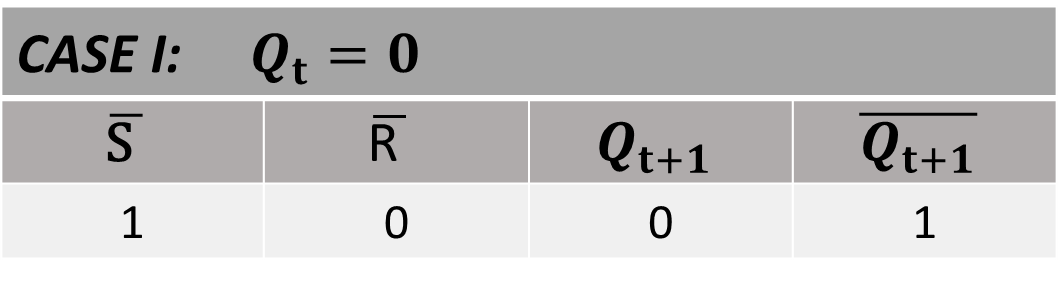 CASE I: Qₜ = 0
S̅ R̅ Qₜ₊₁ Q̅ₜ̅₊̅₁̅
1 0 0 1